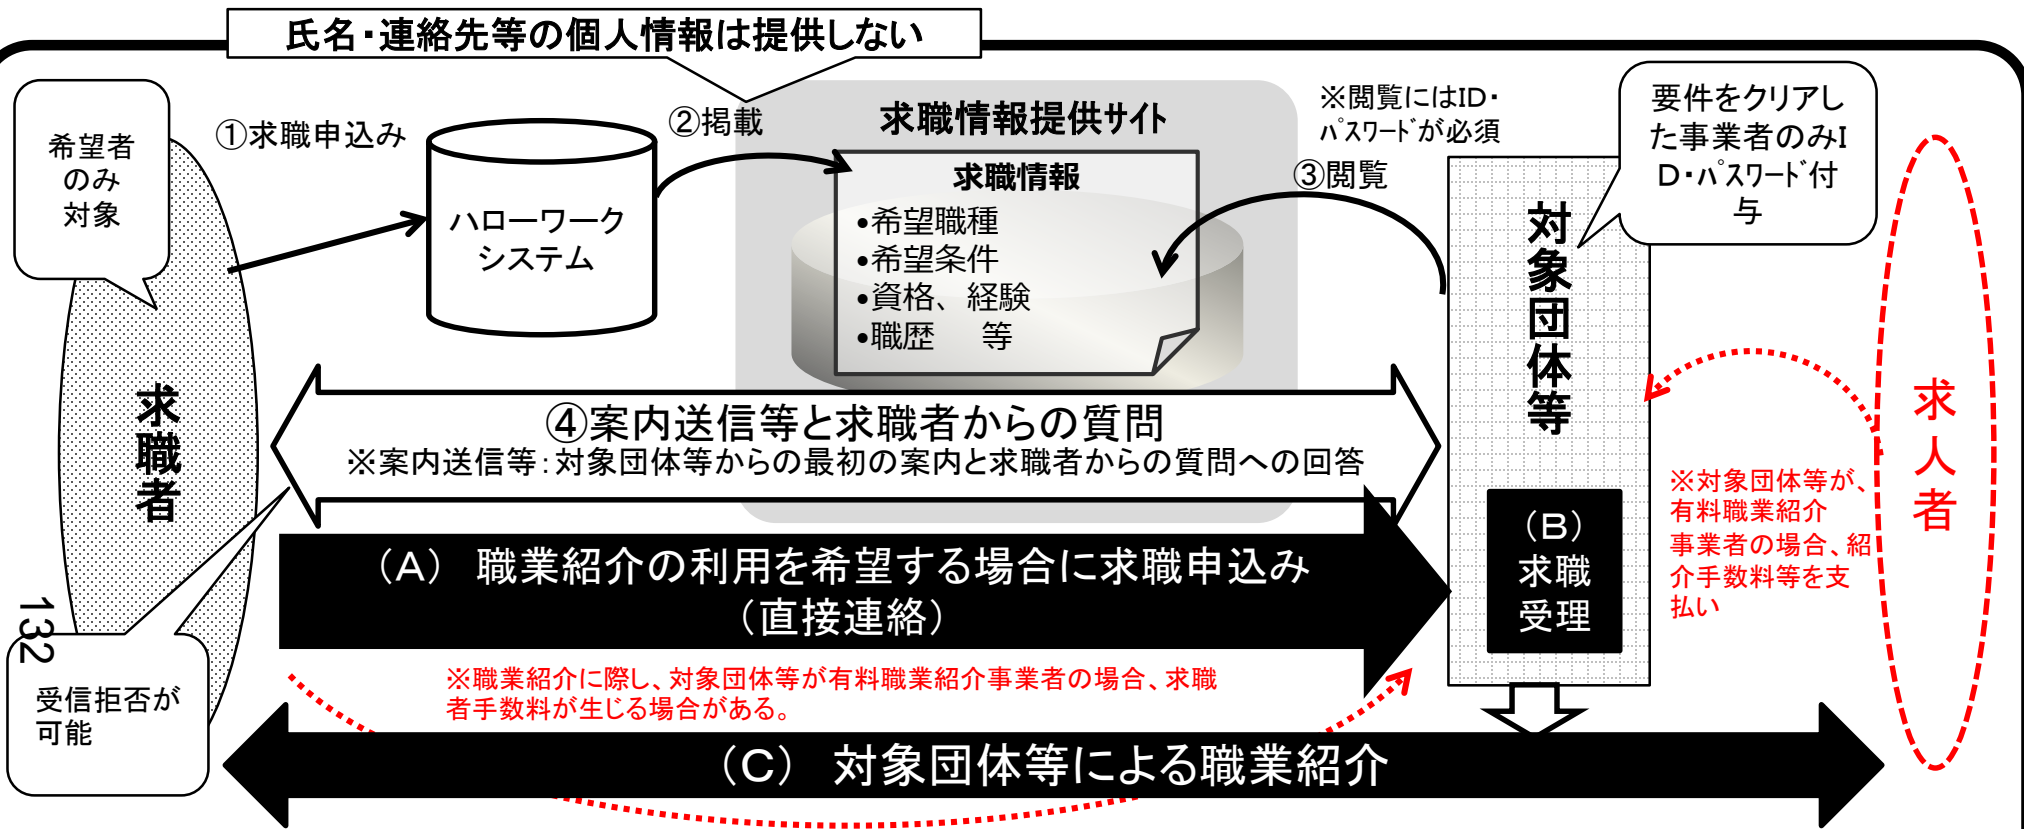 氏名・連絡先等の個人情報は提供しない
希望者
のみ
対象
①求職申込み
ハローワーク
システム
②掲載
求職情報提供サイト
求職情報
•希望職種
•希望条件
•資格、経験
•職歴　等
※閲覧にはID・
ﾊﾟｽﾜｰﾄﾞが必須
③閲覧
要件をクリアし
た事業者のみI
D・ﾊﾟｽﾜｰﾄﾞ付
与
対象団体等
求職者
求人者
④案内送信等と求職者からの質問
※案内送信等：対象団体等からの最初の案内と求職者からの質問への回答
（A）　職業紹介の利用を希望する場合に求職申込み
（直接連絡）
（B）
求職
受理
※対象団体等が、
有料職業紹介
事業者の場合、紹
介手数料等を支
払い
132
受信拒否が
可能
※職業紹介に際し、対象団体等が有料職業紹介事業者の場合、求職
者手数料が生じる場合がある。
（C）　対象団体等による職業紹介